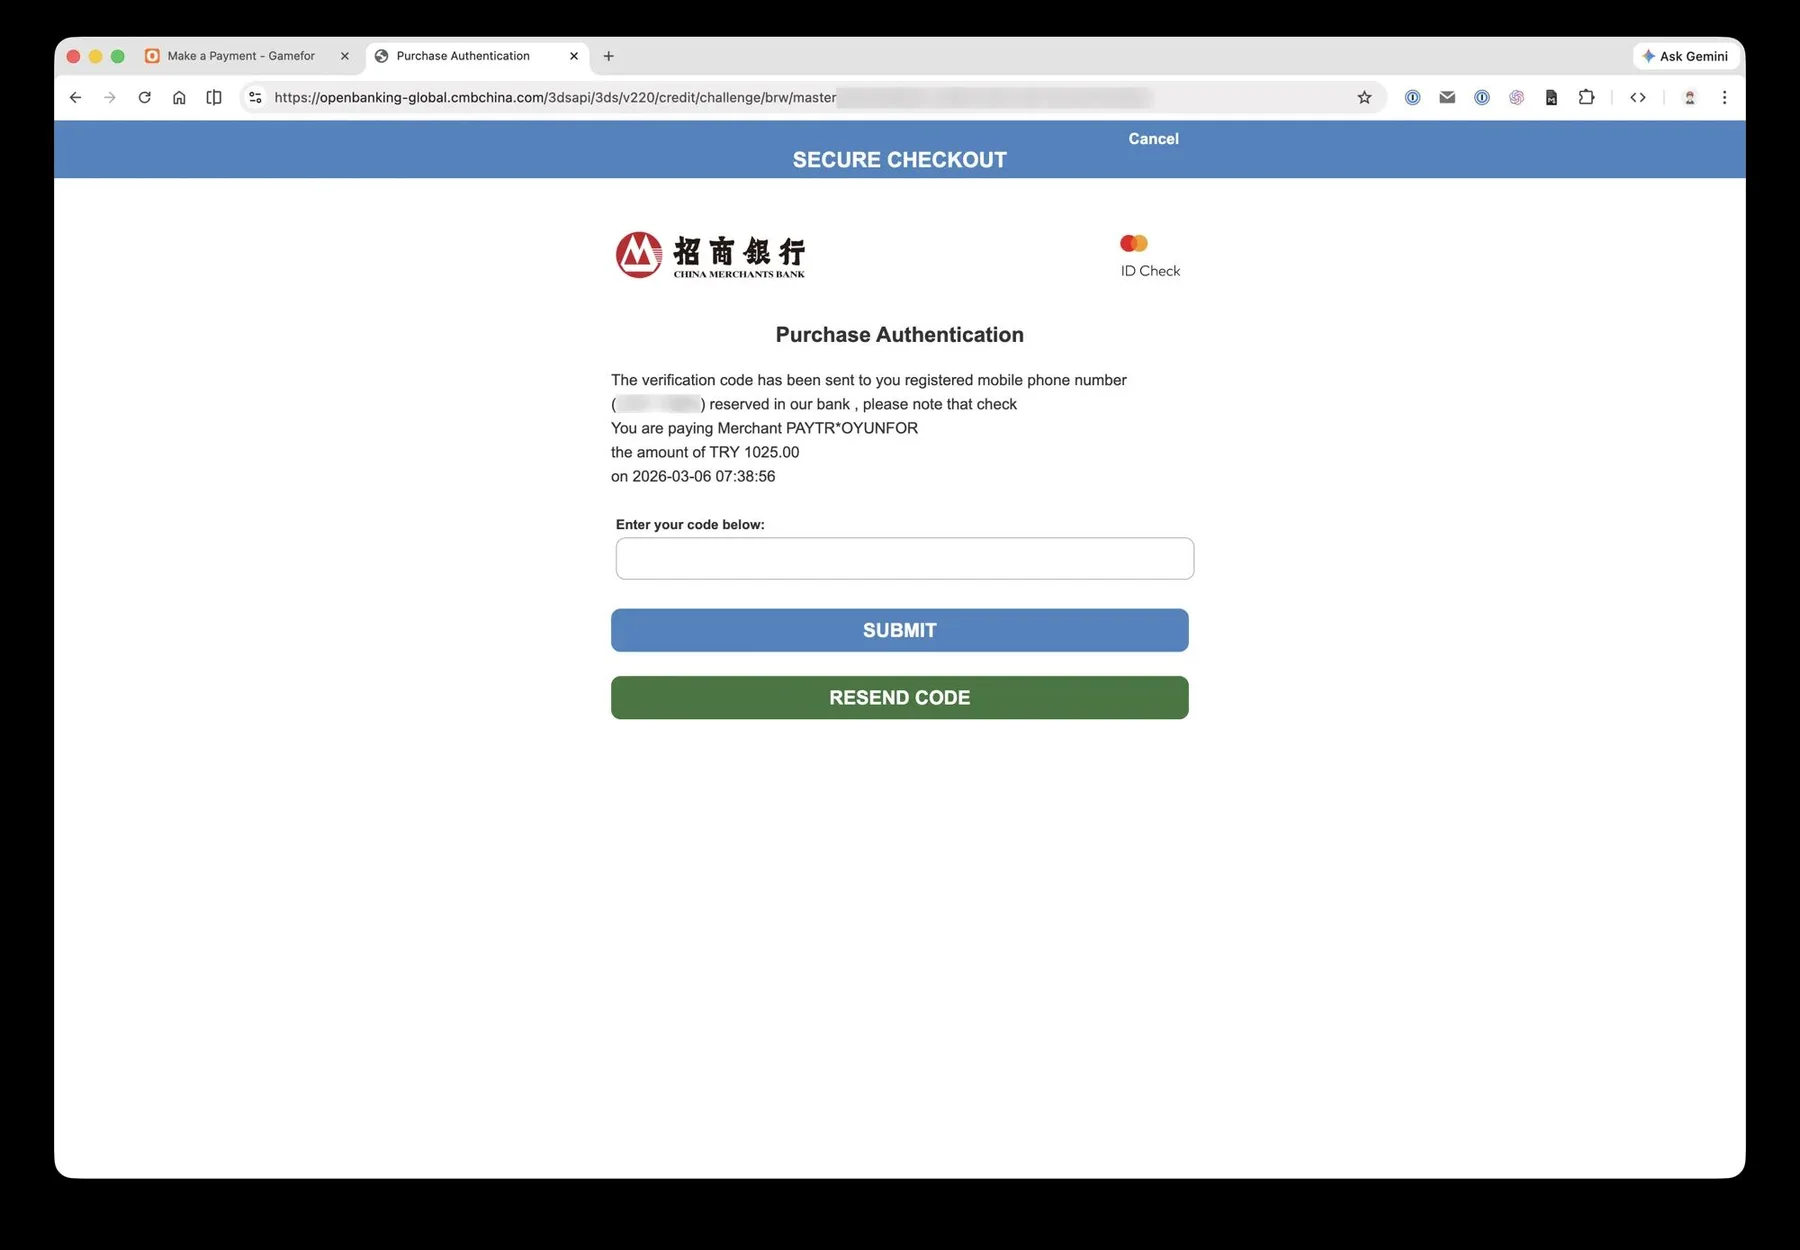 Make a Payment - Gamefor
Purchase Authentication
Ask Gemini
https://openbanking-global.cmbchina.com/3dsapi/3ds/v220/credit/challenge/brw/master
Cancel
SECURE CHECKOUT
招商銀行
CHINA MERCHANTS BANK
ID Check
Purchase Authentication
The verification code has been sent to you registered mobile phone number
( ) reserved in our bank , please note that check
You are paying Merchant PAYTR*OYUNFOR
the amount of TRY 1025.00
on 2026-03-06 07:38:56
Enter your code below:
SUBMIT
RESEND CODE